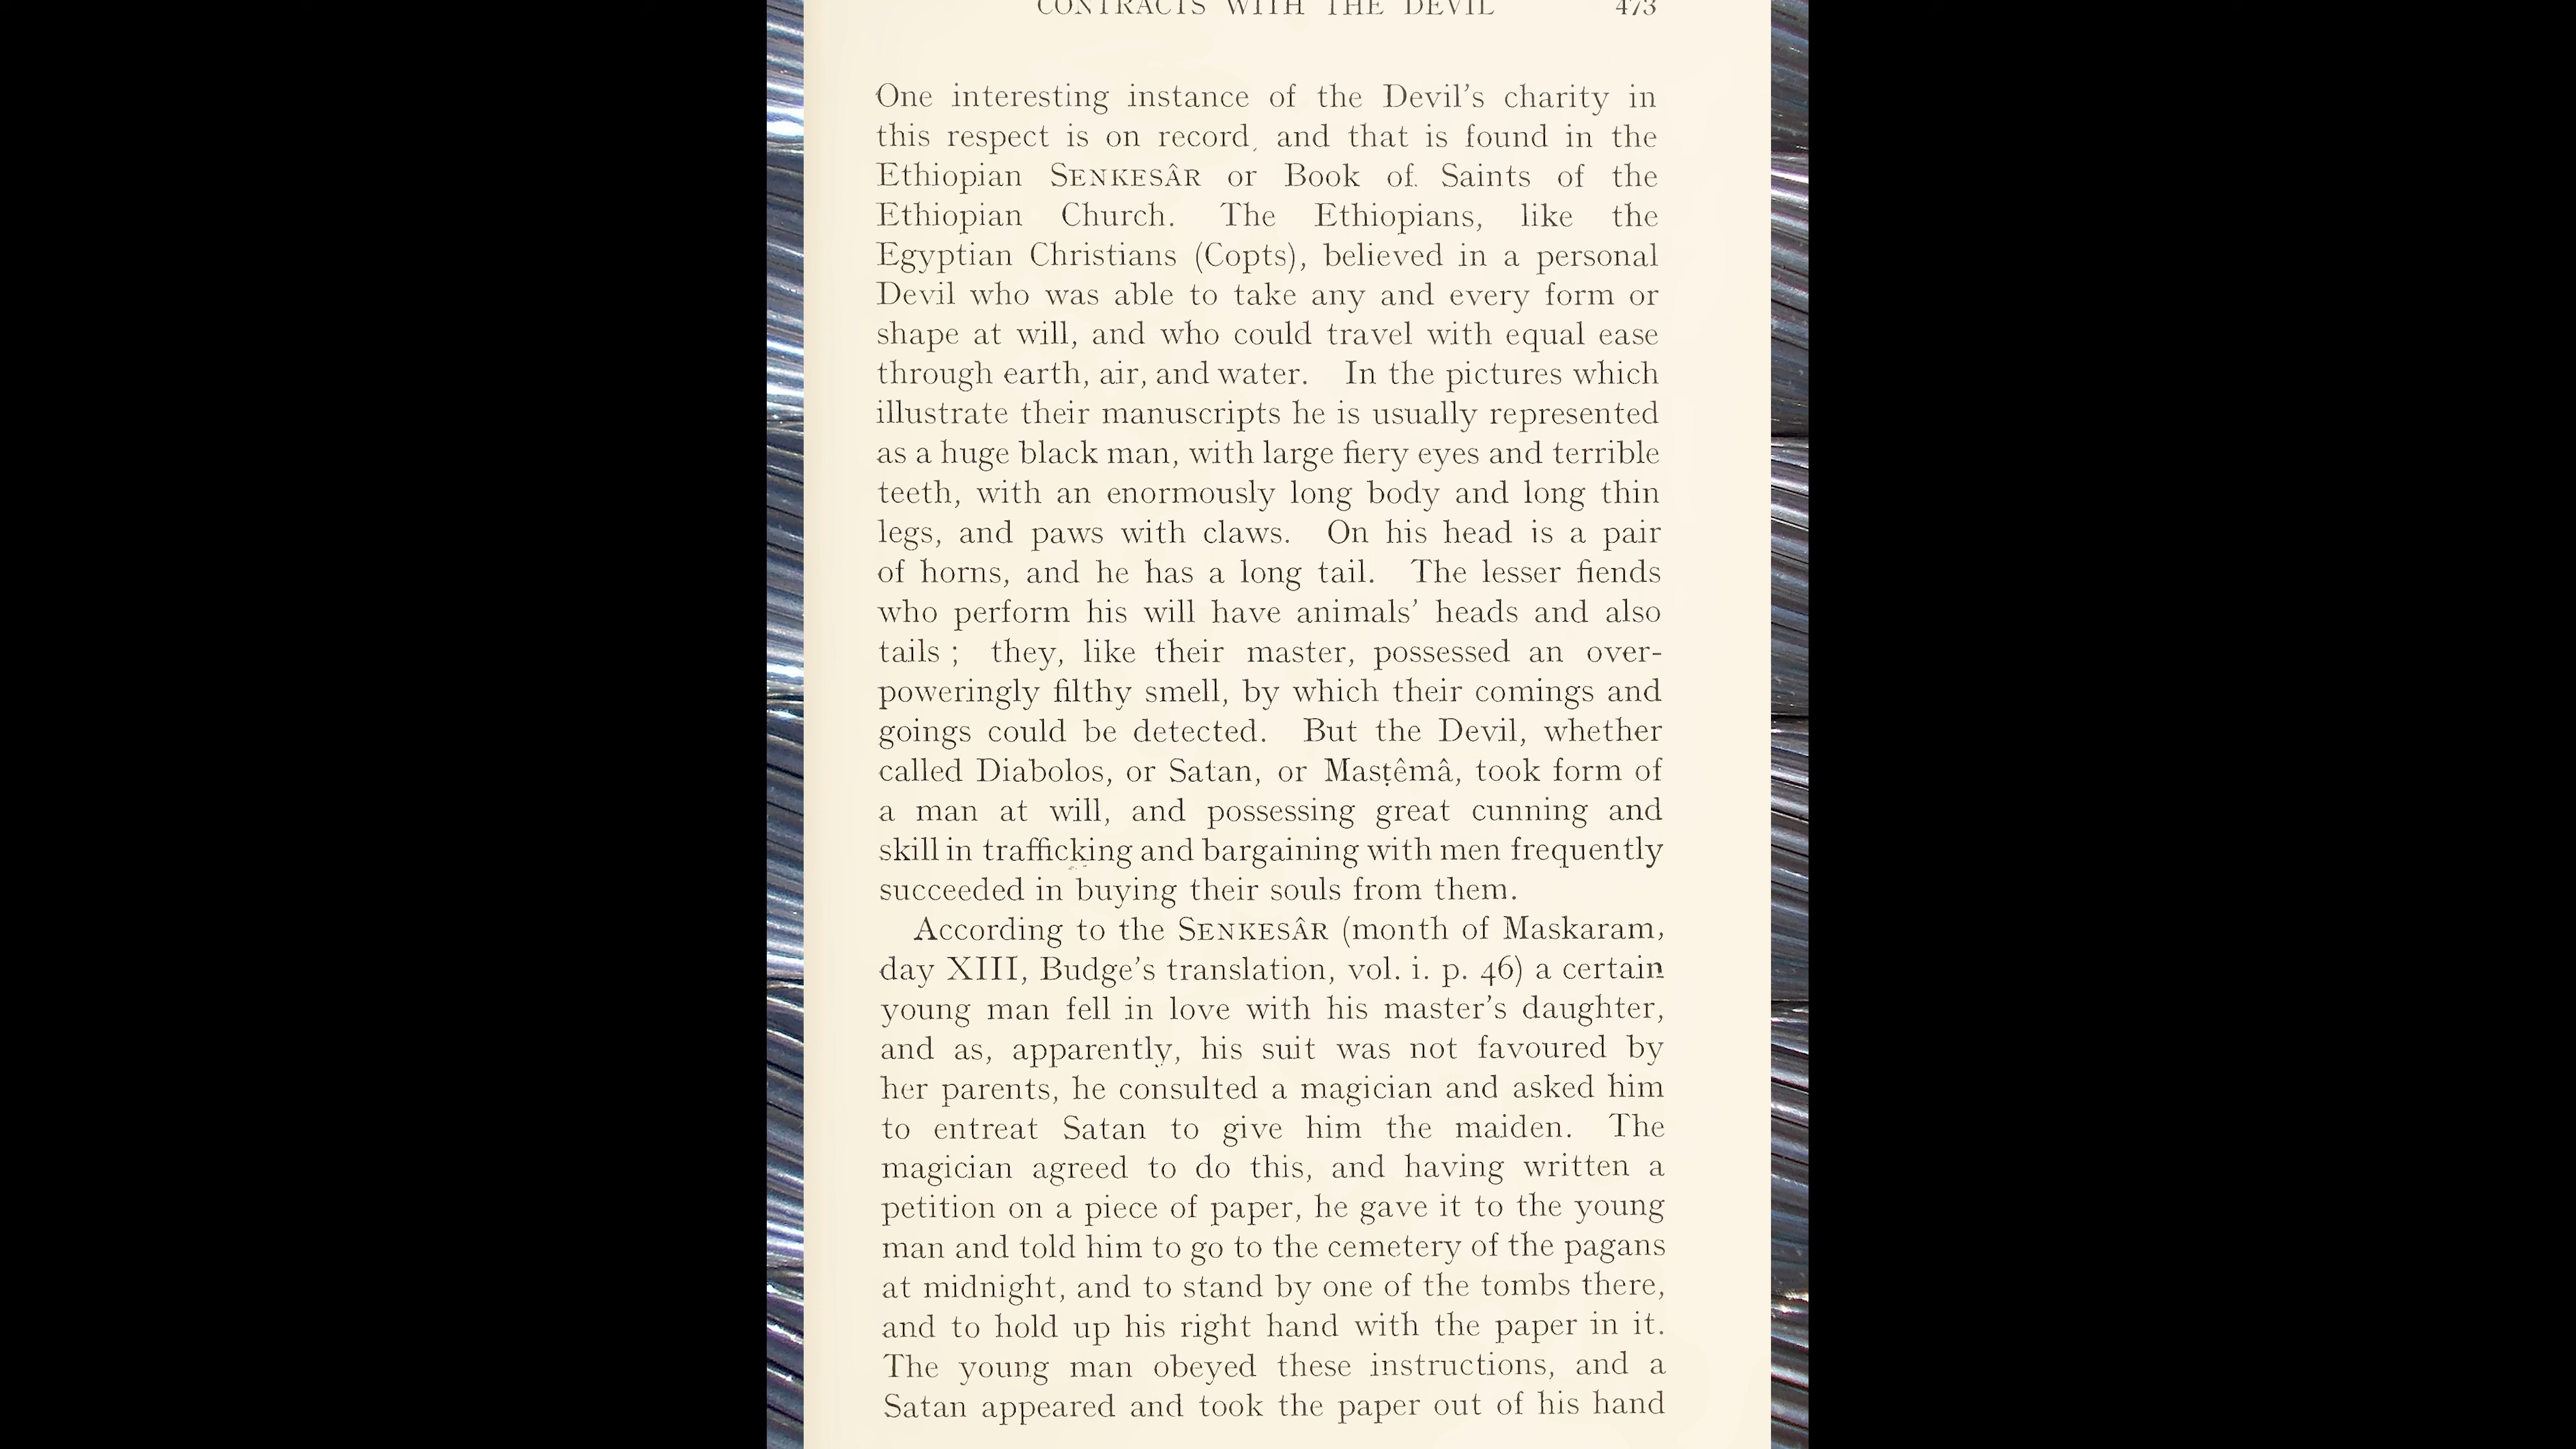 CONTRACTS WITH THE DEVIL 473
One interesting instance of the Devil's charity in
this respect is on record, and that is found in the
Ethiopian SENKESÂR or Book of Saints of the
Ethiopian Church. The Ethiopians, like the
Egyptian Christians (Copts), believed in a personal
Devil who was able to take any and every form or
shape at will, and who could travel with equal ease
through earth, air, and water. In the pictures which
illustrate their manuscripts he is usually represented
as a huge black man, with large fiery eyes and terrible
teeth, with an enormously long body and long thin
legs, and paws with claws. On his head is a pair
of horns, and he has a long tail. The lesser fiends
who perform his will have animals' heads and also
tails ; they, like their master, possessed an over-
poweringly filthy smell, by which their comings and
goings could be detected. But the Devil, whether
called Diabolos, or Satan, or Masṭêmâ, took form of
a man at will, and possessing great cunning and
skill in trafficking and bargaining with men frequently
succeeded in buying their souls from them.
According to the SENKESÂR (month of Maskaram,
day XIII, Budge's translation, vol. i. p. 46) a certain
young man fell in love with his master's daughter,
and as, apparently, his suit was not favoured by
her parents, he consulted a magician and asked him
to entreat Satan to give him the maiden. The
magician agreed to do this, and having written a
petition on a piece of paper, he gave it to the young
man and told him to go to the cemetery of the pagans
at midnight, and to stand by one of the tombs there,
and to hold up his right hand with the paper in it.
The young man obeyed these instructions, and a
Satan appeared and took the paper out of his hand